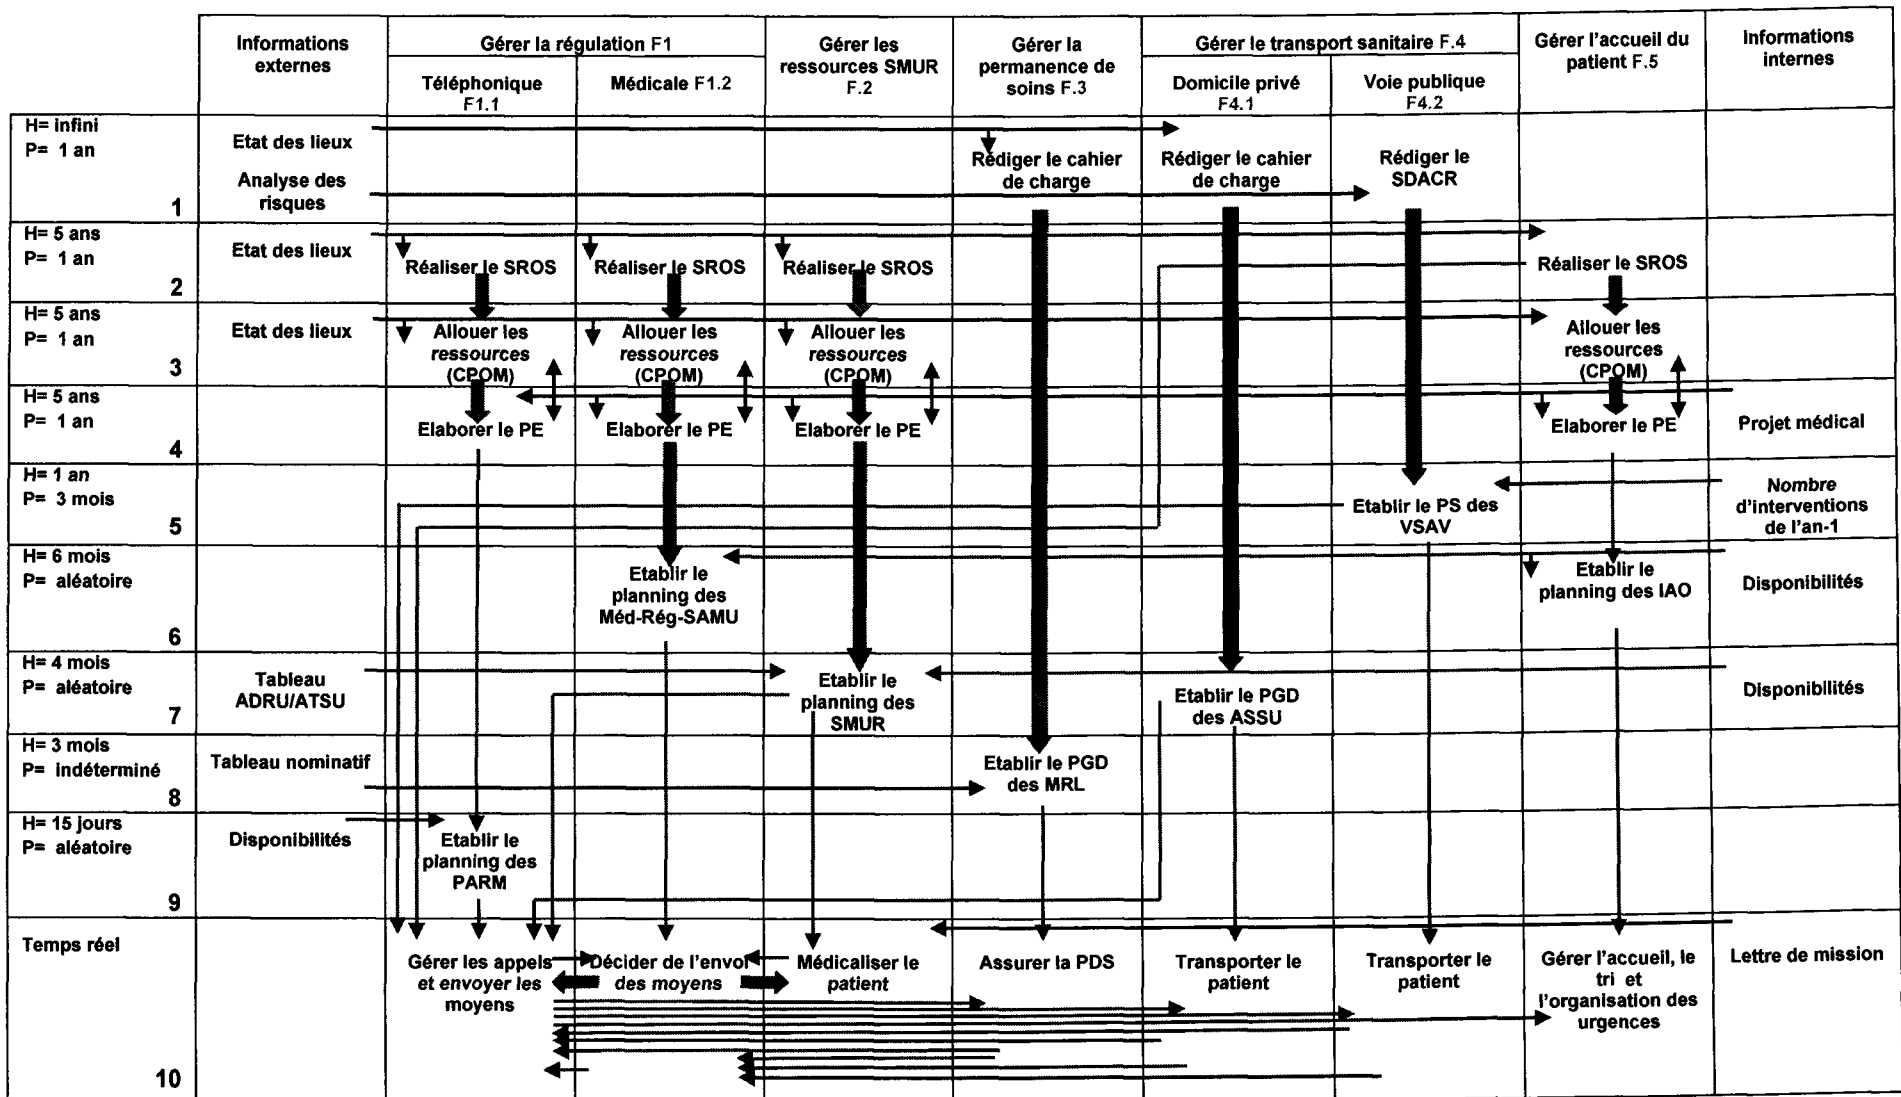 Informations
externes
Gérer la régulation F1
Téléphonique
F1.1
Médicale F1.2
Gérer les
ressources SMUR
F.2
Gérer la
permanence de
soins F.3
Gérer le transport sanitaire F.4
Domicile privé
F4.1
Voie publique
F4.2
Gérer l'accueil du
patient F.5
Informations
internes
H= infini
P= 1 an
1
Etat des lieux
Analyse des
risques
Rédiger le cahier
de charge
Rédiger le cahier
de charge
Rédiger le
SDACR
H= 5 ans
P= 1 an
2
Etat des lieux
Réaliser le SROS
Réaliser le SROS
Réaliser le SROS
Réaliser le SROS
H= 5 ans
P= 1 an
3
Etat des lieux
Allouer les
ressources
(CPOM)
Allouer les
ressources
(CPOM)
Allouer les
ressources
(CPOM)
Allouer les
ressources
(CPOM)
H= 5 ans
P= 1 an
4
Elaborer le PE
Elaborer le PE
Elaborer le PE
Elaborer le PE
Projet médical
H= 1 an
P= 3 mois
5
Etablir le PS des
VSAV
Nombre
d'interventions
de l'an-1
H= 6 mois
P= aléatoire
6
Etablir le
planning des
Méd-Rég-SAMU
Etablir le
planning des IAO
Disponibilités
H= 4 mois
P= aléatoire
7
Tableau
ADRU/ATSU
Etablir le
planning des
SMUR
Etablir le PGD
des ASSU
Disponibilités
H= 3 mois
P= indéterminé
8
Tableau nominatif
Etablir le PGD
des MRL
H= 15 jours
P= aléatoire
9
Disponibilités
Etablir le
planning des
PARM
Temps réel
10
Gérer les appels
et envoyer les
moyens
Décider de l'envoi
des moyens
Médicaliser le
patient
Assurer la PDS
Transporter le
patient
Transporter le
patient
Gérer l'accueil, le
tri et
l'organisation des
urgences
Lettre de mission